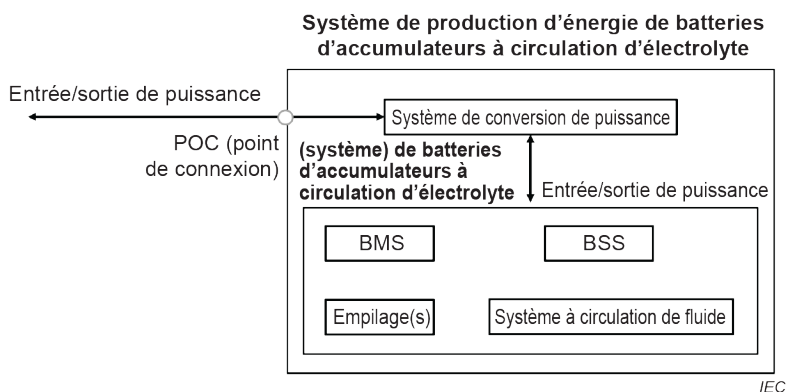 Système de production d’énergie de batteries
d’accumulateurs à circulation d’électrolyte
Entrée/sortie de puissance
Système de conversion de puissance
POC (point
de connexion)
(système) de batteries
d’accumulateurs à
circulation d’électrolyte
Entrée/sortie de puissance
BMS
BSS
Empilage(s)
Système à circulation de fluide
IEC